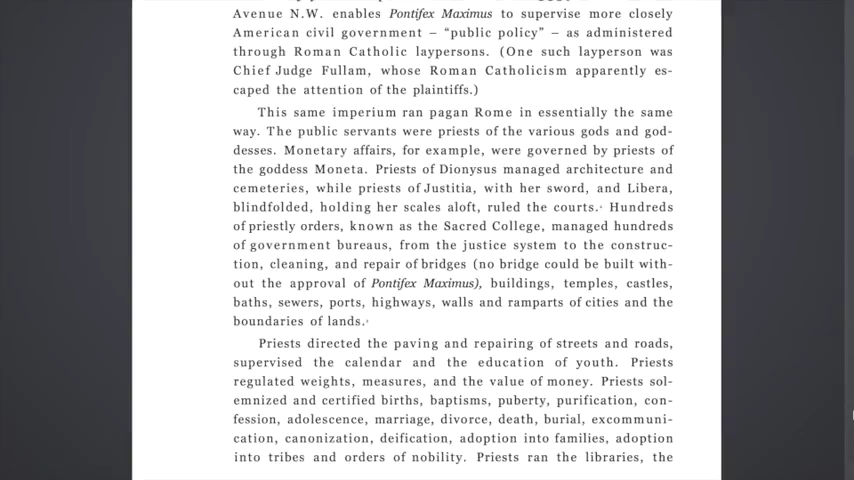 Avenue N.W. enables Pontifex Maximus to supervise more closely
American civil government – “public policy” – as administered
through Roman Catholic laypersons. (One such layperson was
Chief Judge Fullam, whose Roman Catholicism apparently es-
caped the attention of the plaintiffs.)
This same imperium ran pagan Rome in essentially the same
way. The public servants were priests of the various gods and god-
desses. Monetary affairs, for example, were governed by priests of
the goddess Moneta. Priests of Dionysus managed architecture and
cemeteries, while priests of Justitia, with her sword, and Libera,
blindfolded, holding her scales aloft, ruled the courts. Hundreds
of priestly orders, known as the Sacred College, managed hundreds
of government bureaus, from the justice system to the construc-
tion, cleaning, and repair of bridges (no bridge could be built with-
out the approval of Pontifex Maximus), buildings, temples, castles,
baths, sewers, ports, highways, walls and ramparts of cities and the
boundaries of lands.
Priests directed the paving and repairing of streets and roads,
supervised the calendar and the education of youth. Priests
regulated weights, measures, and the value of money. Priests sol-
emnized and certified births, baptisms, puberty, purification, con-
fession, adolescence, marriage, divorce, death, burial, excommuni-
cation, canonization, deification, adoption into families, adoption
into tribes and orders of nobility. Priests ran the libraries, the